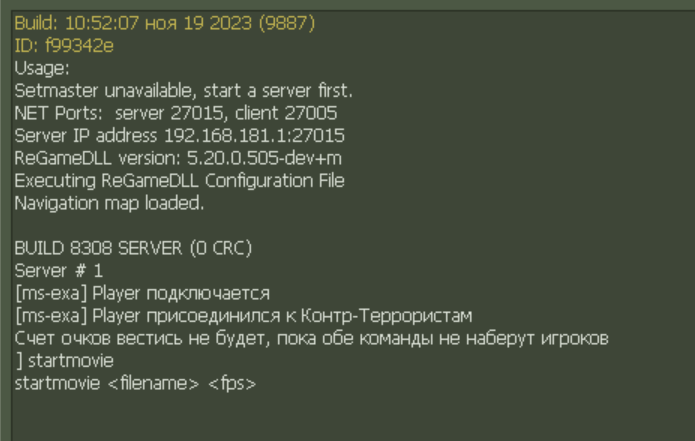 Build: 10:52:07 ноя 19 2023 (9887)
ID: f99342e
Usage:
Setmaster unavailable, start a server first.
NET Ports:  server 27015, client 27005
Server IP address 192.168.181.1:27015
ReGameDLL version: 5.20.0.505-dev+m
Executing ReGameDLL Configuration File
Navigation map loaded.

BUILD 8308 SERVER (0 CRC)
Server # 1
[ms-exa] Player подключается
[ms-exa] Player присоединился к Контр-Террористам
Счет очков вестись не будет, пока обе команды не наберут игроков
] startmovie
startmovie <filename> <fps>